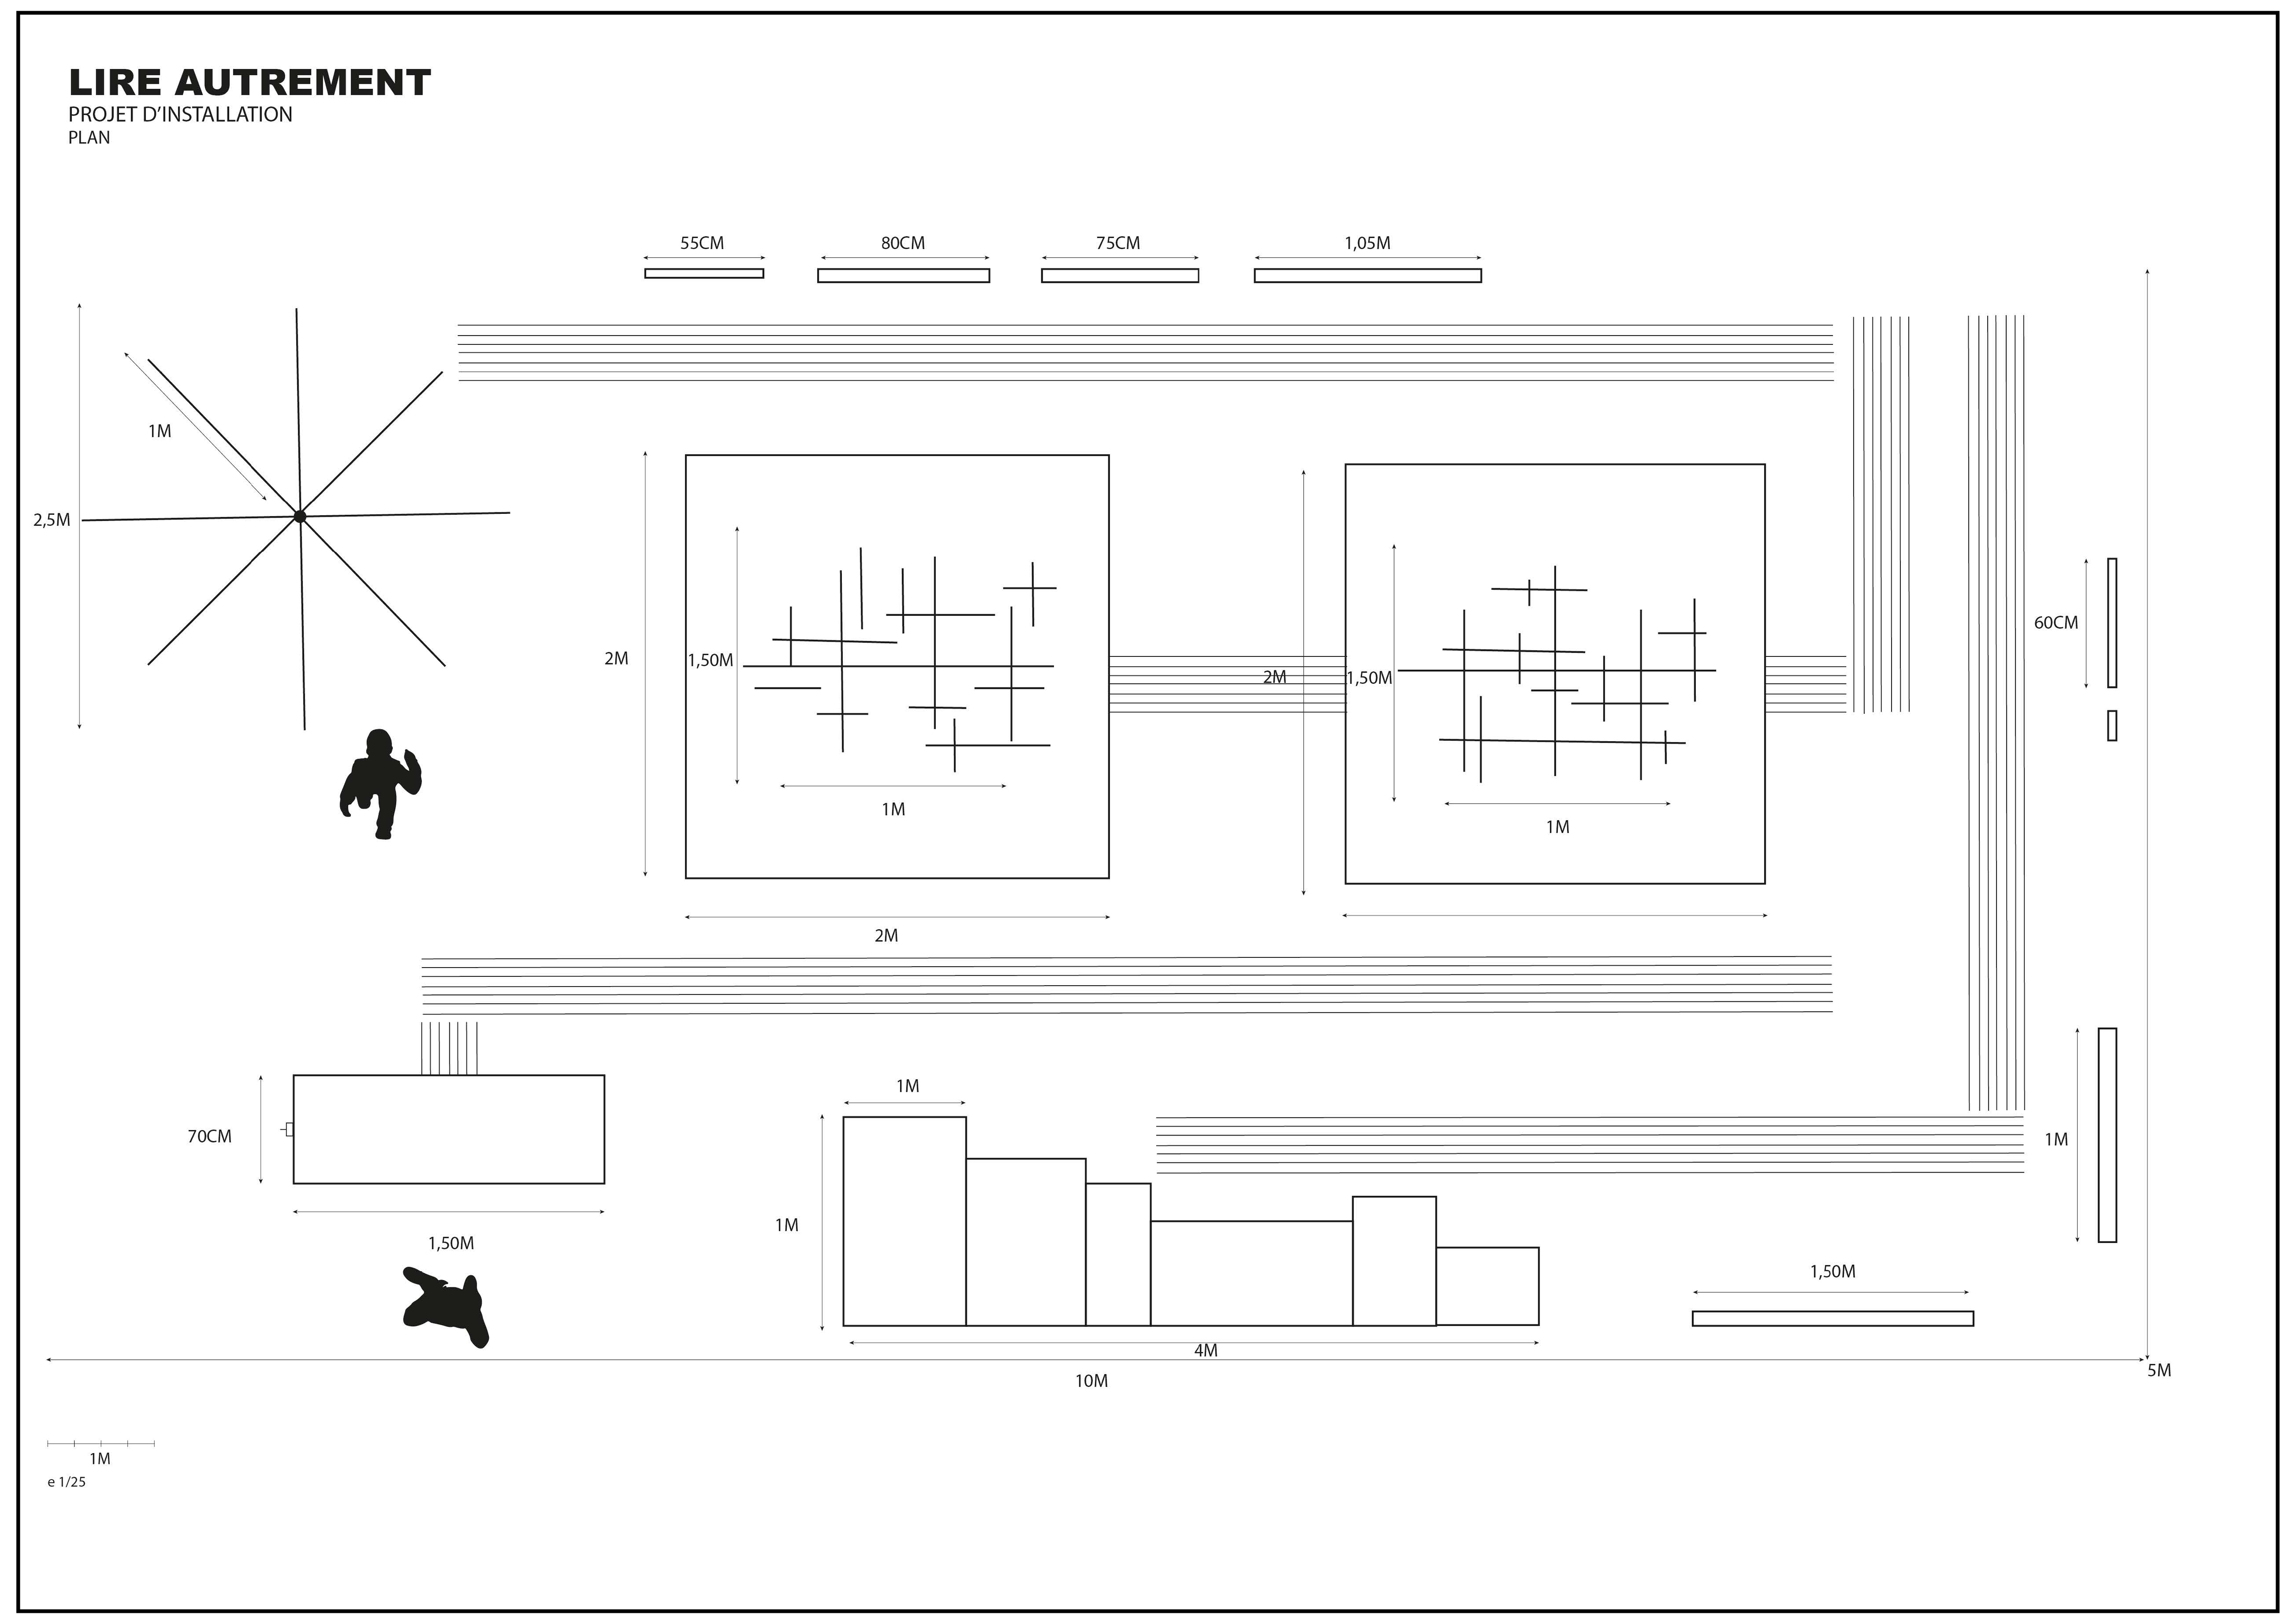 LIRE AUTREMENT
PROJET D’INSTALLATION
PLAN
55CM
80CM
75CM
1,05M
1M
2,5M
2M
1,50M
1M
2M
2M
1,50M
1M
60CM
70CM
1,50M
1M
1M
4M
1M
1,50M
10M
5M
1M
e 1/25